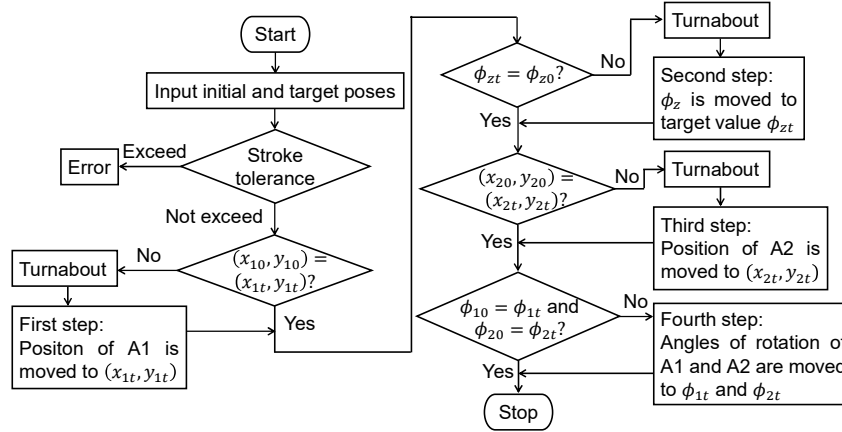 Start
Input initial and target poses
Stroke
tolerance
Exceed
Error
Not exceed
(x₁₀, y₁₀) =
(x₁ₜ, y₁ₜ)?
No
Turnabout
First step:
Positon of A1 is
moved to (x₁ₜ, y₁ₜ)
Yes
ϕ_zt = ϕ_z0?
No
Turnabout
Second step:
ϕ_z is moved to
target value ϕ_zt
Yes
(x₂₀, y₂₀) =
(x₂ₜ, y₂ₜ)?
No
Turnabout
Third step:
Position of A2 is
moved to (x₂ₜ, y₂ₜ)
Yes
ϕ₁₀ = ϕ₁ₜ and
ϕ₂₀ = ϕ₂ₜ?
No
Fourth step:
Angles of rotation of
A1 and A2 are moved
to ϕ₁ₜ and ϕ₂ₜ
Yes
Stop